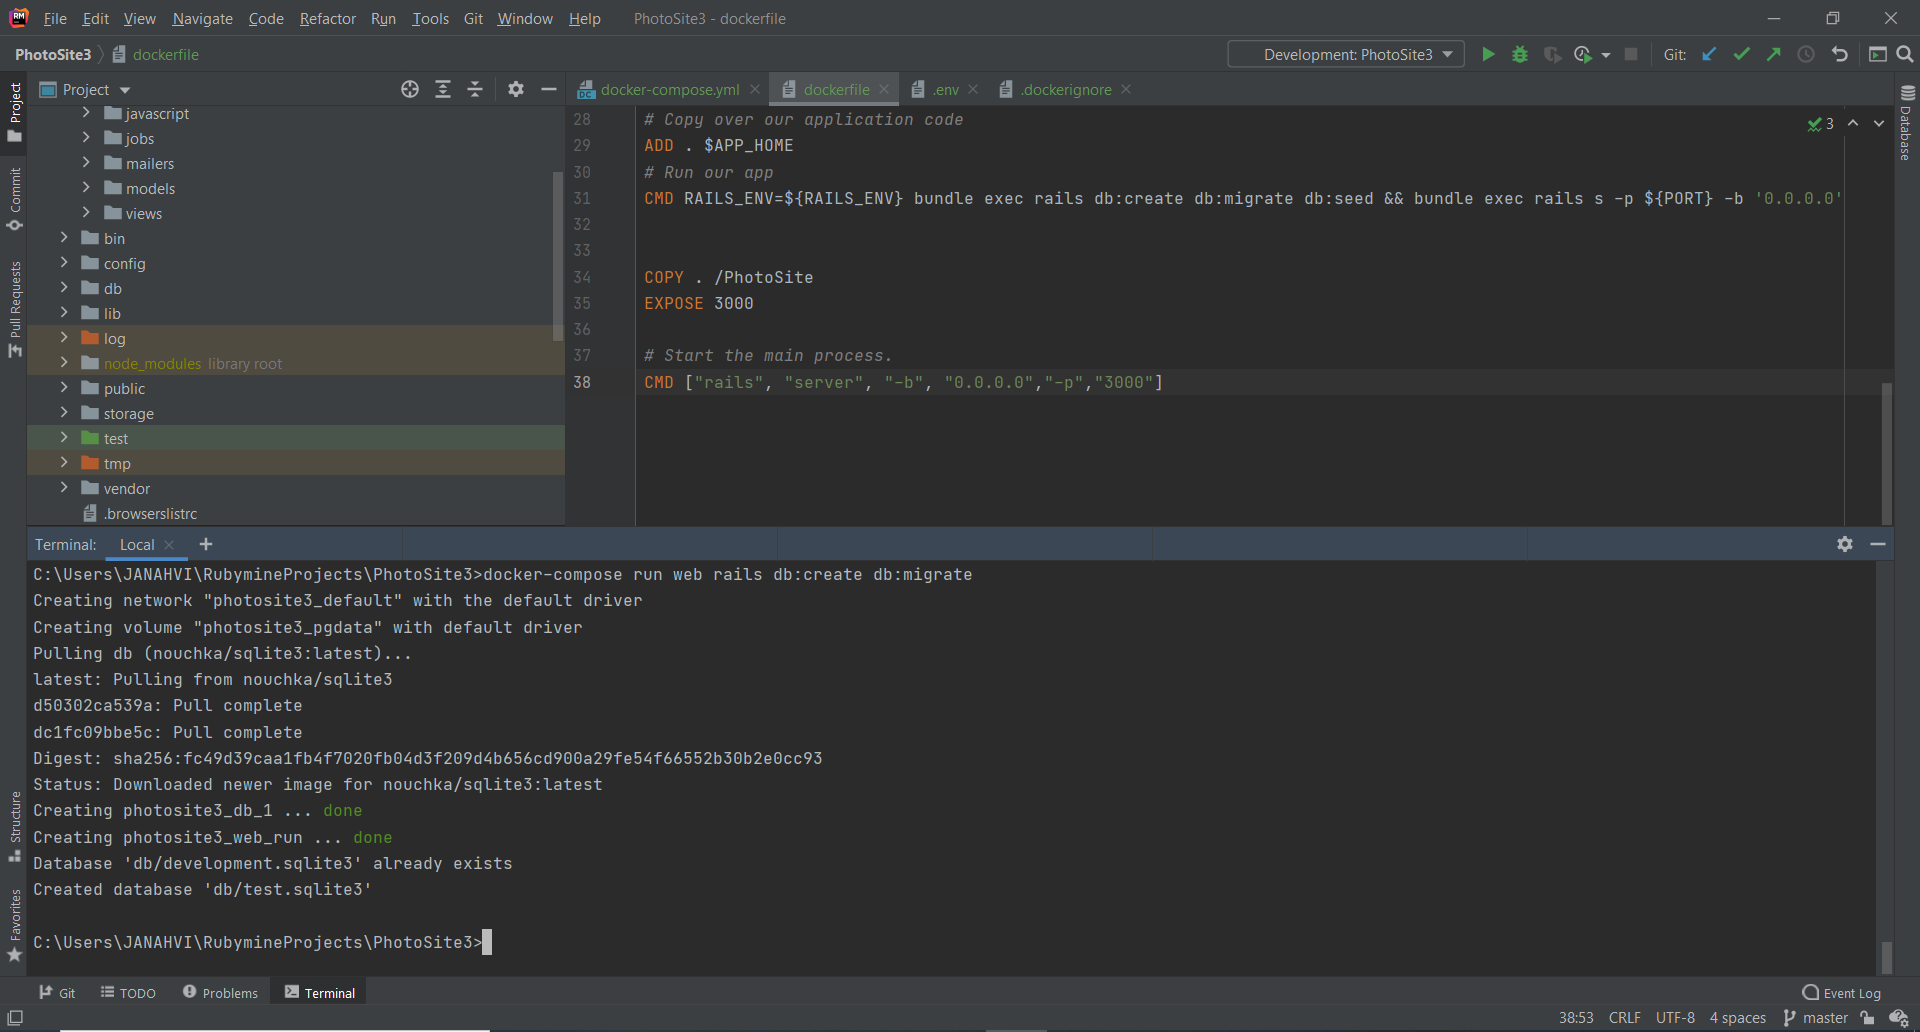 RM File Edit View Navigate Code Refactor Run Tools Git Window Help PhotoSite3 - dockerfile
PhotoSite3 dockerfile Development: PhotoSite3 Git:
Project
docker-compose.yml dockerfile .env .dockerignore
Project
Commit
Pull Requests
Structure
Favorites
Database
javascript
jobs
mailers
models
views
bin
config
db
lib
log
node_modules library root
public
storage
test
tmp
vendor
.browserslistrc
3
28 # Copy over our application code
29 ADD . $APP_HOME
30 # Run our app
31 CMD RAILS_ENV=${RAILS_ENV} bundle exec rails db:create db:migrate db:seed && bundle exec rails s -p ${PORT} -b '0.0.0.0'
32
33
34 COPY . /PhotoSite
35 EXPOSE 3000
36
37 # Start the main process.
38 CMD ["rails", "server", "-b", "0.0.0.0","-p","3000"]
Terminal: Local
C:\Users\JANAHVI\RubymineProjects\PhotoSite3>docker-compose run web rails db:create db:migrate
Creating network "photosite3_default" with the default driver
Creating volume "photosite3_pgdata" with default driver
Pulling db (nouchka/sqlite3:latest)...
latest: Pulling from nouchka/sqlite3
d50302ca539a: Pull complete
dc1fc09bbe5c: Pull complete
Digest: sha256:fc49d39caa1fb4f7020fb04d3f209d4b656cd900a29fe54f66552b30b2e0cc93
Status: Downloaded newer image for nouchka/sqlite3:latest
Creating photosite3_db_1 ... done
Creating photosite3_web_run ... done
Database 'db/development.sqlite3' already exists
Created database 'db/test.sqlite3'
C:\Users\JANAHVI\RubymineProjects\PhotoSite3>
Git TODO Problems Terminal Event Log
38:53 CRLF UTF-8 4 spaces master